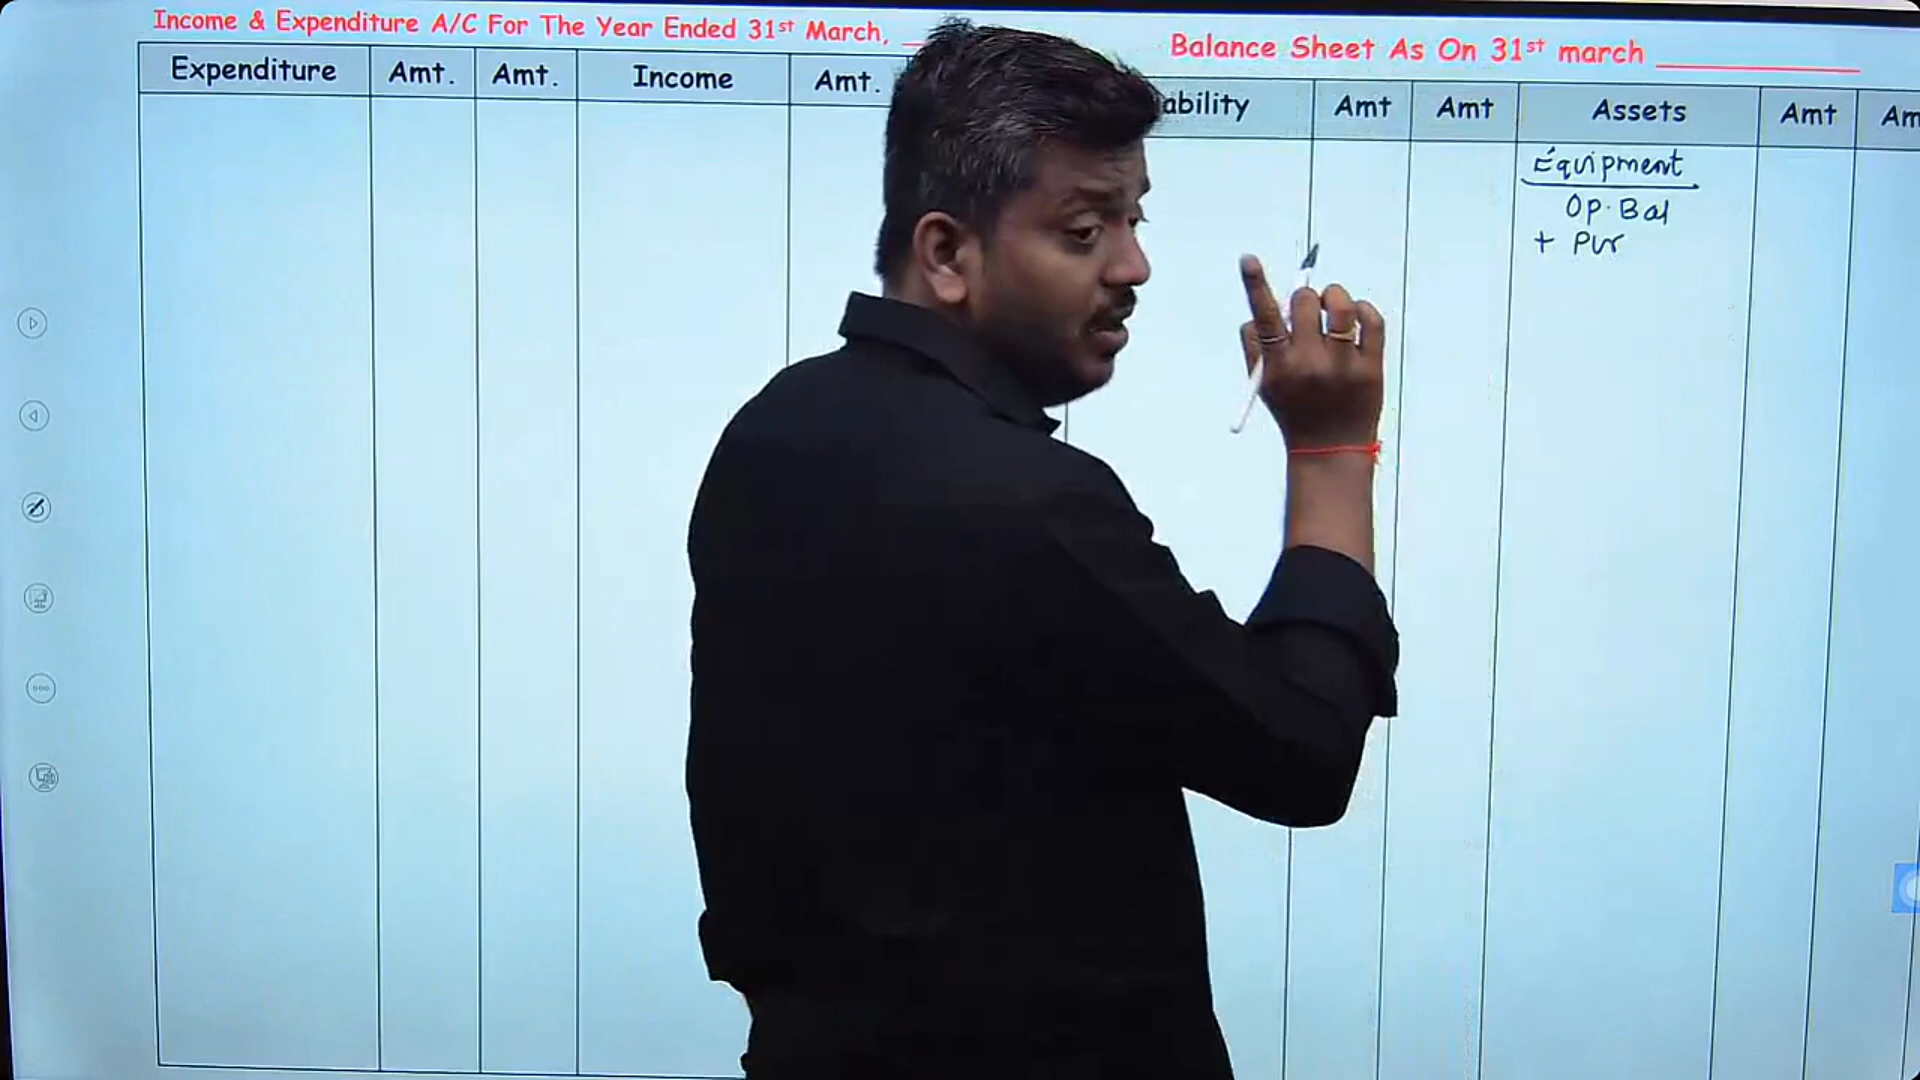 Income & Expenditure A/C For The Year Ended 31st March,
Expenditure Amt. Amt. Income Amt.
Balance Sheet As On 31st march
ability Amt Amt Assets Amt Am
Equipment
Op. Bal
+ Pur